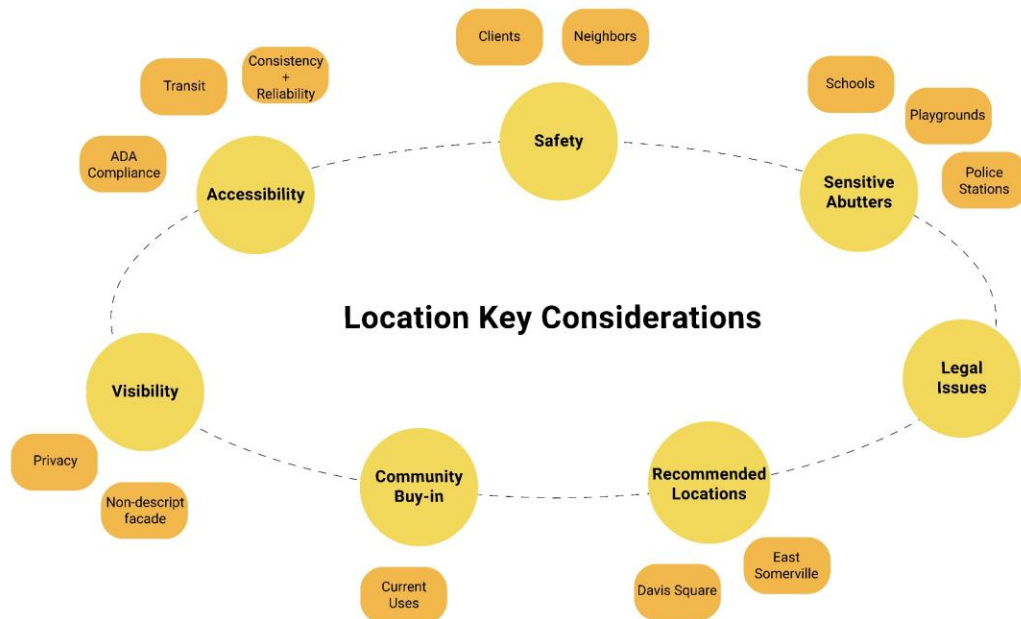 Clients
Neighbors
Consistency
+
Reliability
Transit
ADA
Compliance
Accessibility
Safety
Schools
Playgrounds
Police
Stations
Sensitive
Abutters
Location Key Considerations
Visibility
Privacy
Non-descript
facade
Community
Buy-in
Current
Uses
Recommended
Locations
Davis Square
East
Somerville
Legal
Issues